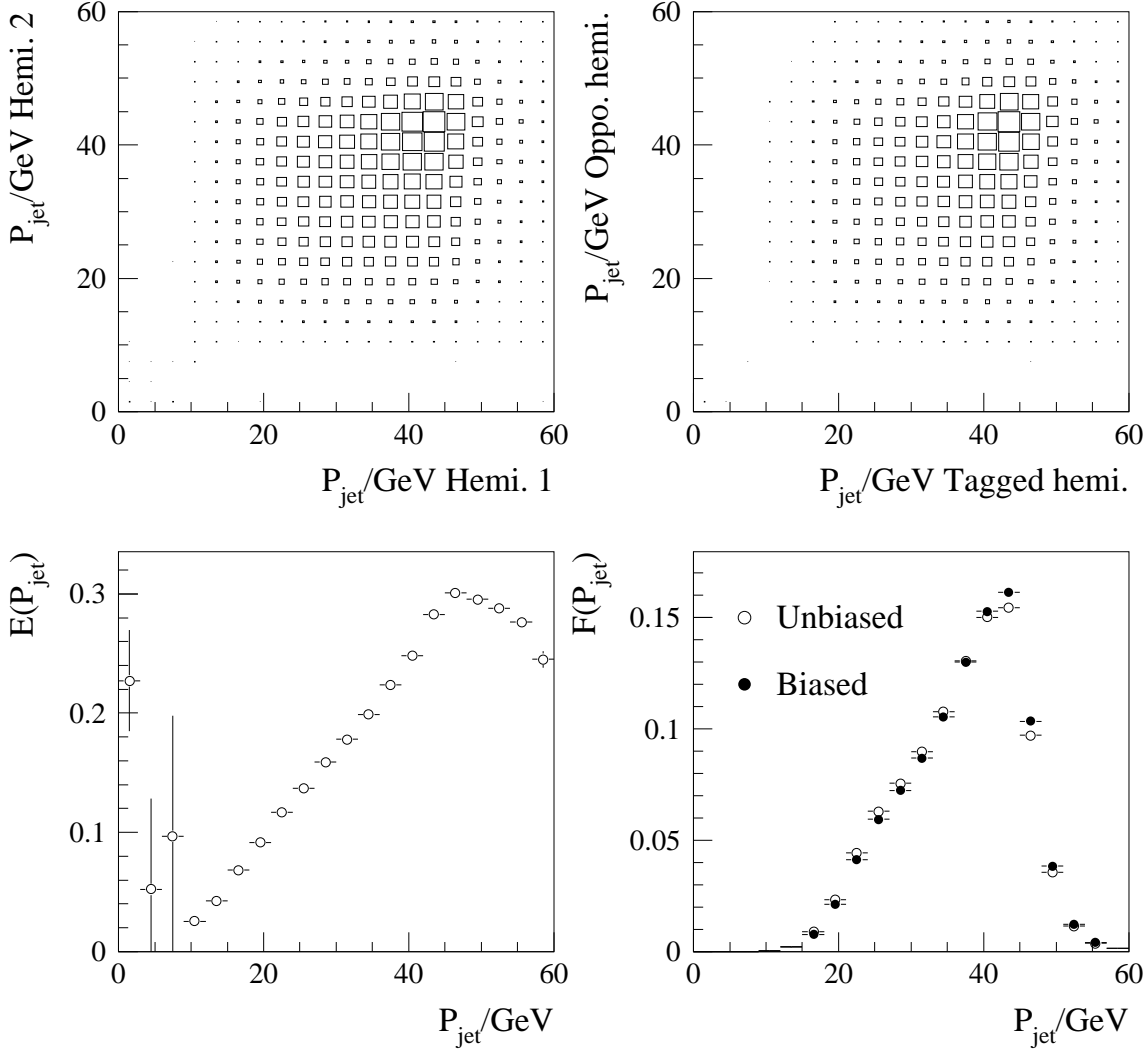 P_jet/GeV Hemi. 2
60
40
20
0
0 20 40 60
P_jet/GeV Hemi. 1
P_jet/GeV Oppo. hemi.
60
40
20
0
0 20 40 60
P_jet/GeV Tagged hemi.
E(P_jet)
0.3
0.2
0.1
0
0 20 40 60
P_jet/GeV
F(P_jet)
0.15
0.1
0.05
0
Unbiased
Biased
20 40 60
P_jet/GeV